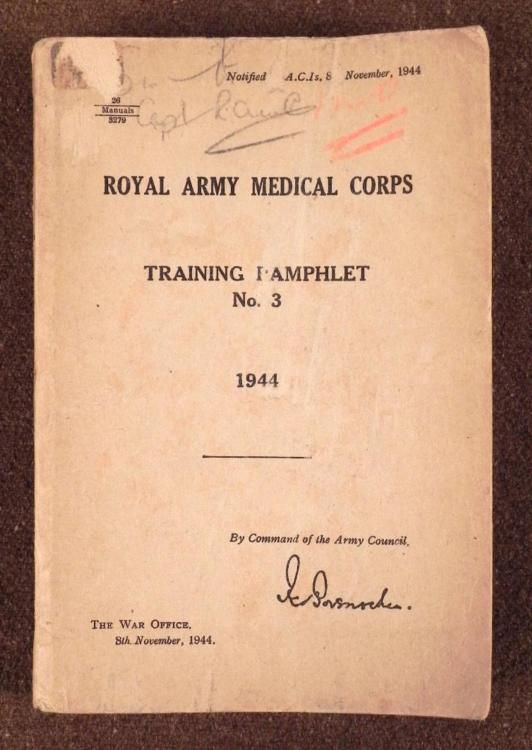 Notified A.C.Is. 8 November, 1944
26
Manuals
3279
Capt
ROYAL ARMY MEDICAL CORPS
TRAINING PAMPHLET
No. 3
1944
By Command of the Army Council,
THE WAR OFFICE,
8th November, 1944.